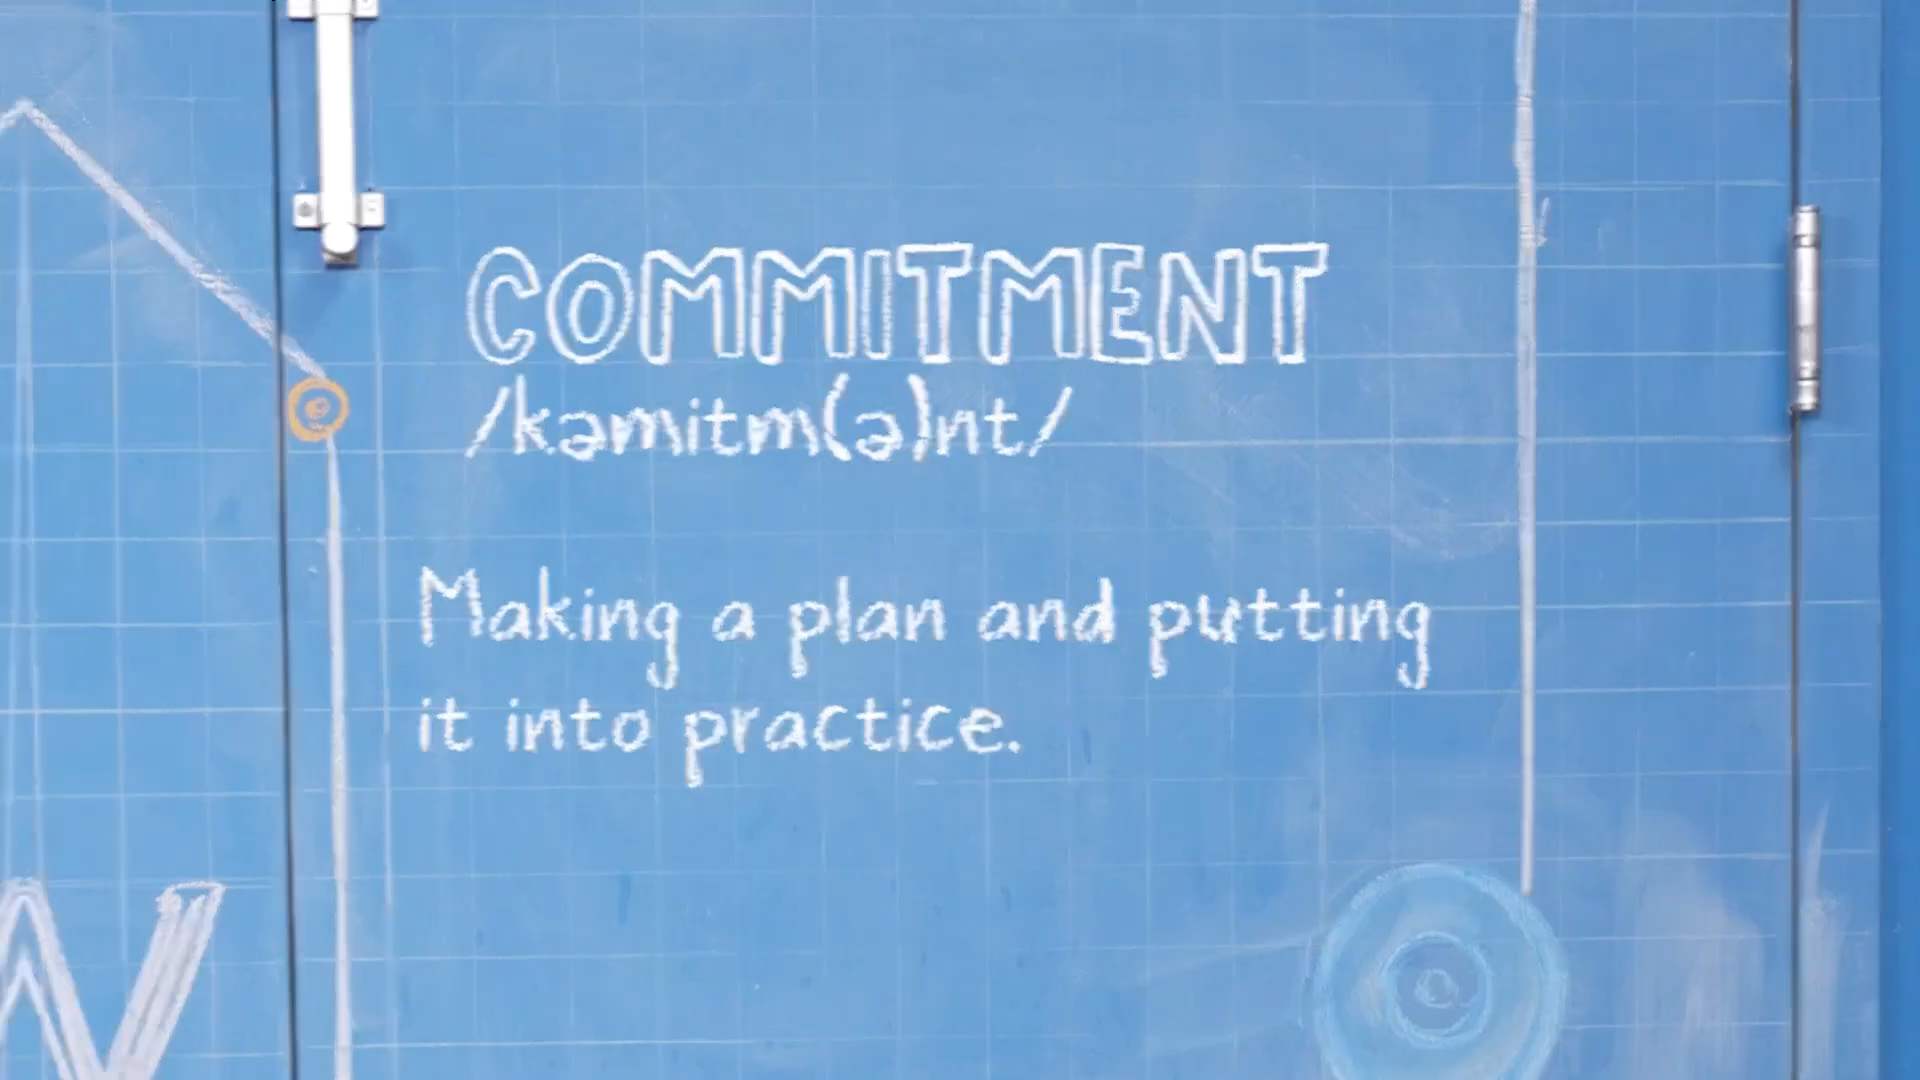 COMMITMENT
/kəmitm(ə)nt/
Making a plan and putting
it into practice.